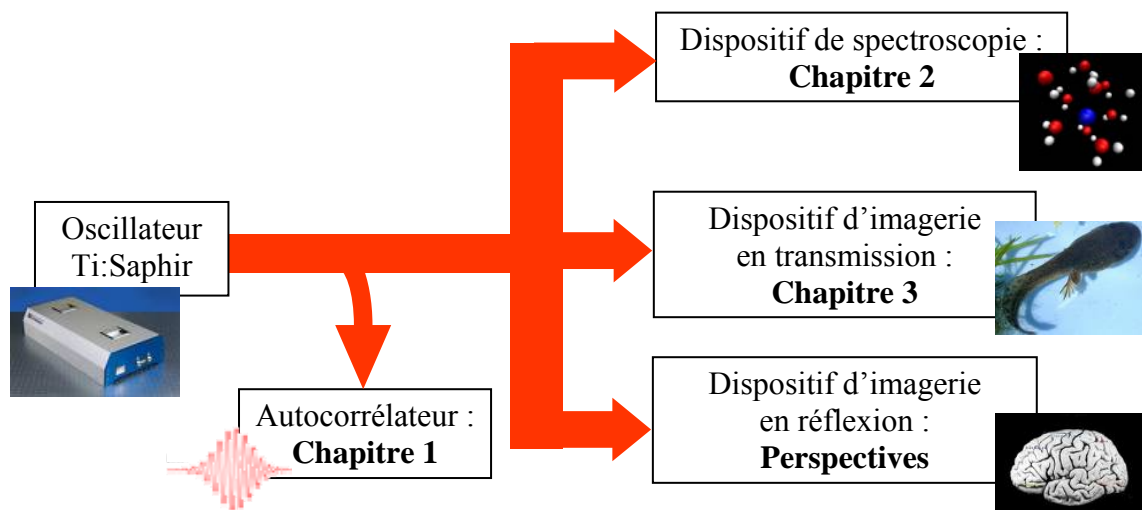 Dispositif de spectroscopie :
Chapitre 2
Oscillateur
Ti:Saphir
Dispositif d’imagerie
en transmission :
Chapitre 3
Autocorrélateur :
Chapitre 1
Dispositif d’imagerie
en réflexion :
Perspectives